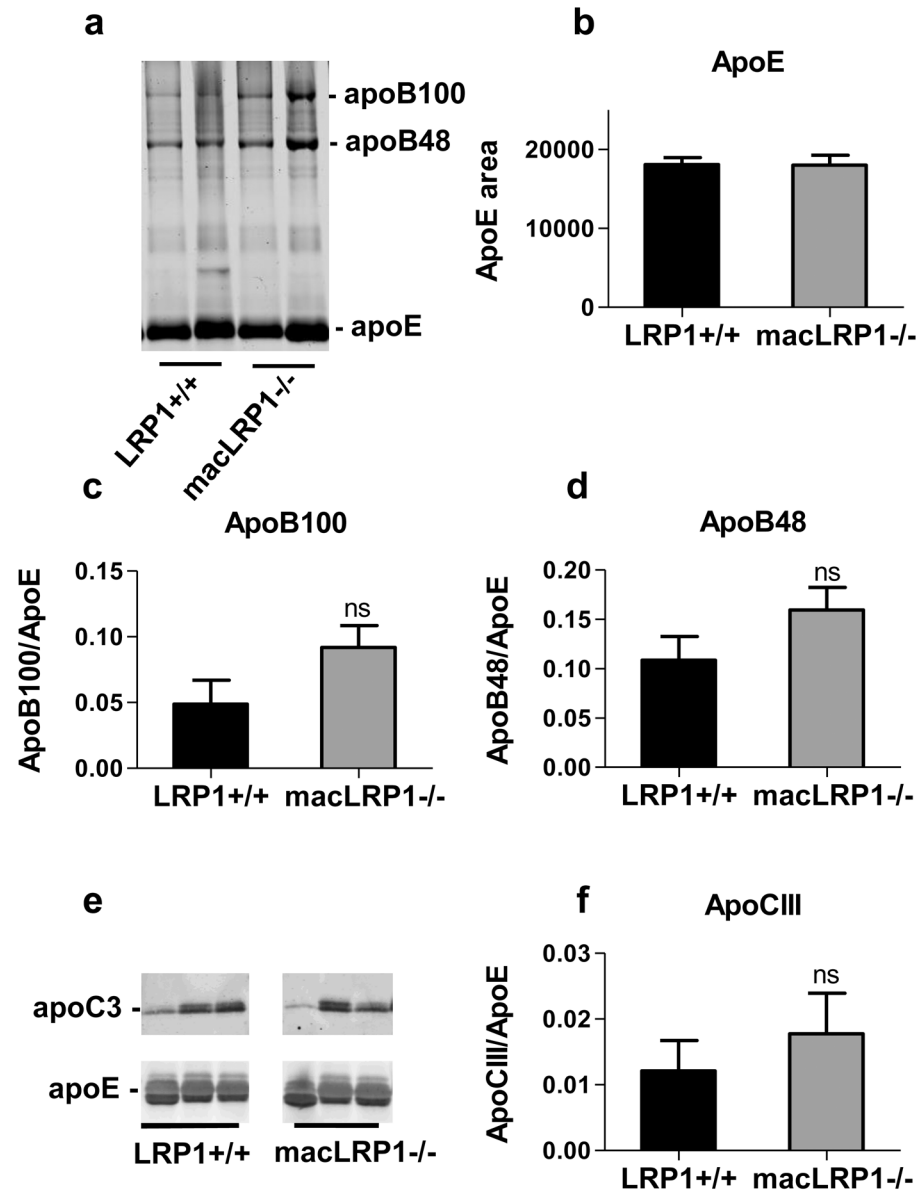 a
- apoB100
- apoB48
- apoE
LRP1+/+
macLRP1-/-
b
ApoE
ApoE area
20000
10000
0
LRP1+/+ macLRP1-/-
c
ApoB100
ApoB100/ApoE
0.15
0.10
0.05
0.00
ns
LRP1+/+ macLRP1-/-
d
ApoB48
ApoB48/ApoE
0.20
0.15
0.10
0.05
0.00
ns
LRP1+/+ macLRP1-/-
e
apoC3 -
apoE -
LRP1+/+ macLRP1-/-
f
ApoCIII
ApoCIII/ApoE
0.03
0.02
0.01
0.00
ns
LRP1+/+ macLRP1-/-